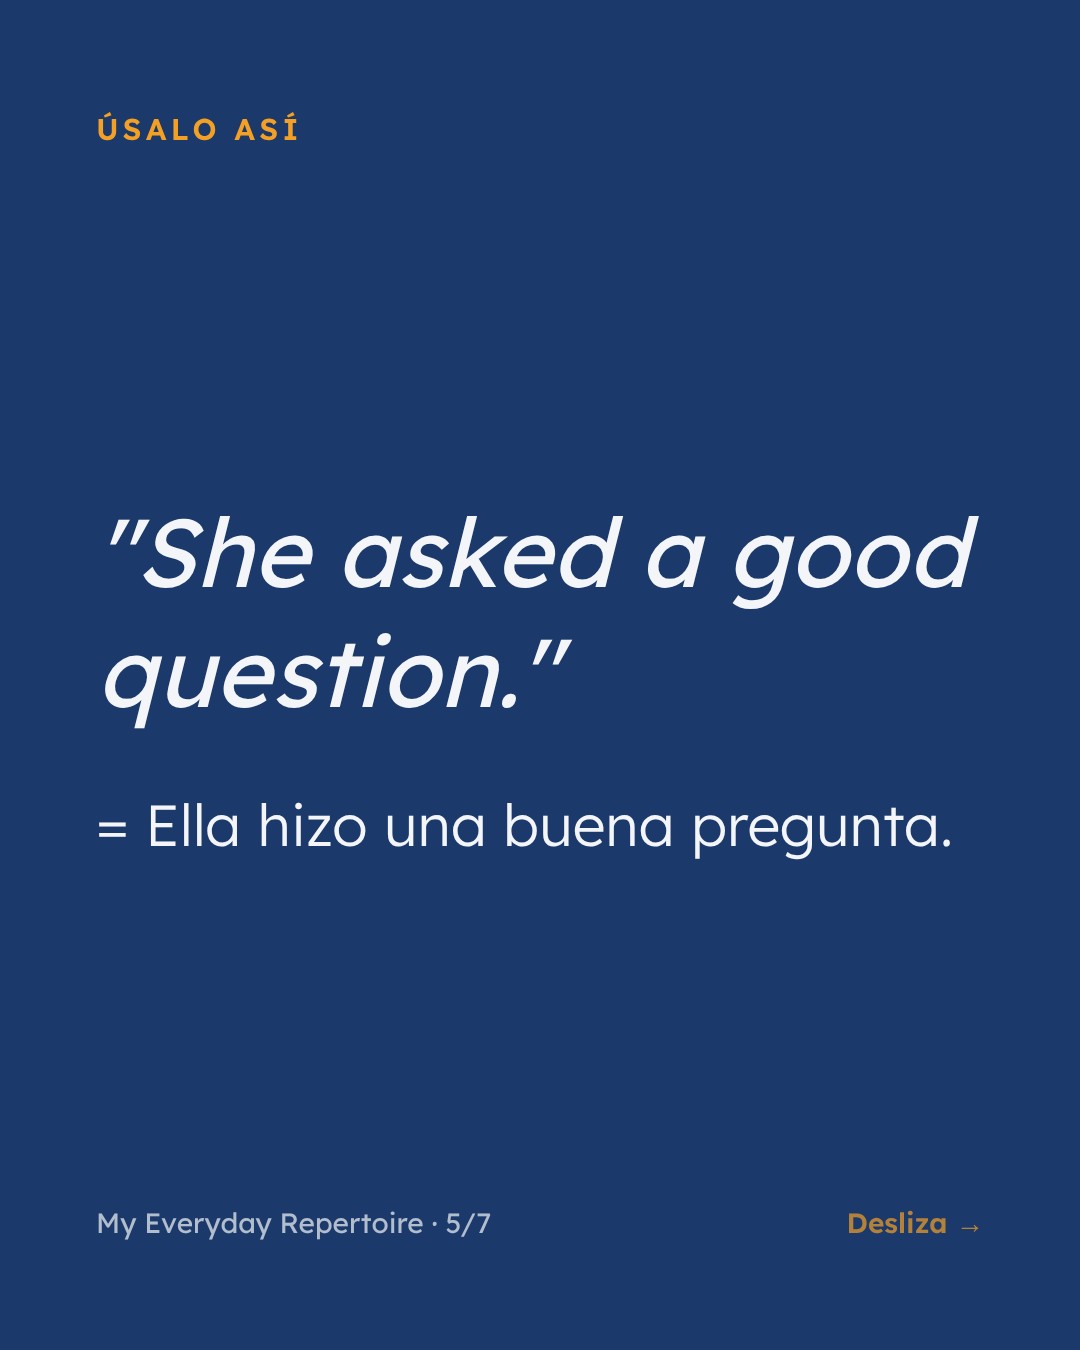 ÚSALO ASÍ
"She asked a good
question."
= Ella hizo una buena pregunta.
My Everyday Repertoire · 5/7
Desliza →